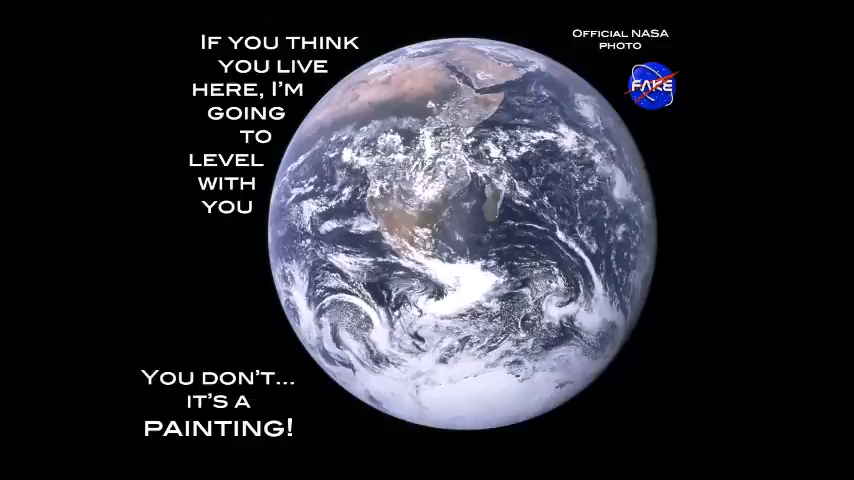 If you think
you live
here, I'm
going
to
level
with
you
Official NASA
photo
FAKE
You don't...
it's a
painting!